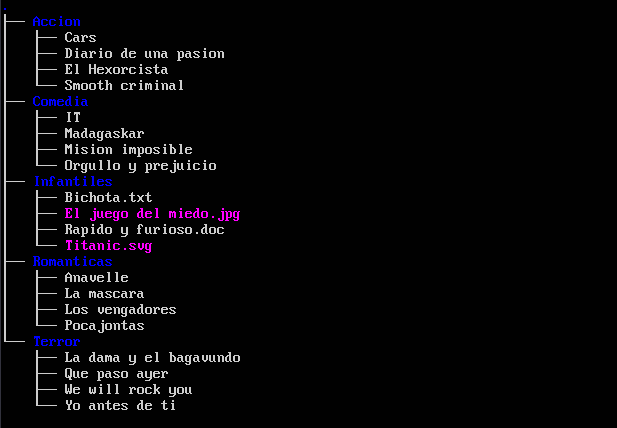 .
├── Accion
│   ├── Cars
│   ├── Diario de una pasion
│   ├── El Hexorcista
│   └── Smooth criminal
├── Comedia
│   ├── IT
│   ├── Madagaskar
│   ├── Mision imposible
│   └── Orgullo y prejuicio
├── Infantiles
│   ├── Bichota.txt
│   ├── El juego del miedo.jpg
│   ├── Rapido y furioso.doc
│   └── Titanic.svg
├── Romanticas
│   ├── Anavelle
│   ├── La mascara
│   ├── Los vengadores
│   └── Pocajontas
└── Terror
    ├── La dama y el bagavundo
    ├── Que paso ayer
    ├── We will rock you
    └── Yo antes de ti